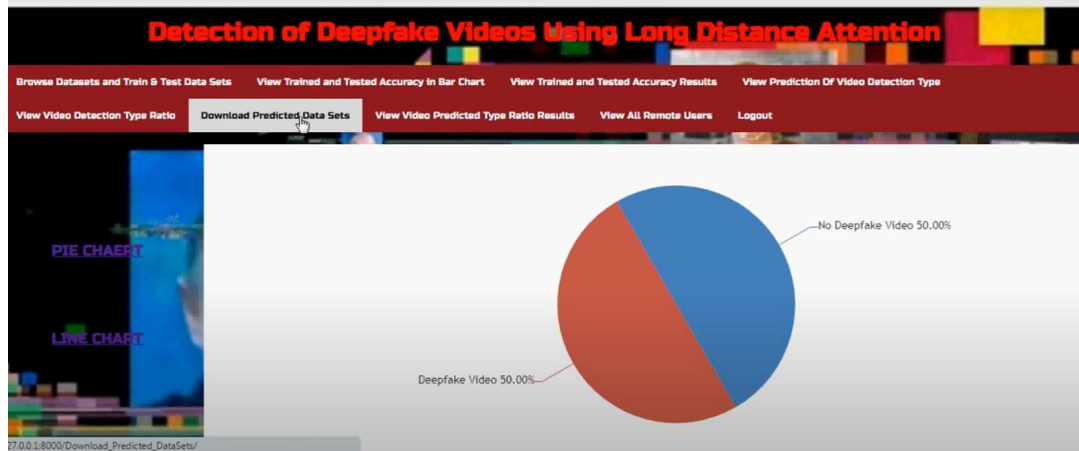 Detection of Deepfake Videos Using Long Distance Attention
Browse Datasets and Train & Test Data Sets View Trained and Tested Accuracy in Bar Chart View Trained and Tested Accuracy Results View Prediction Of Video Detection Type
View Video Detection Type Ratio Download Predicted Data Sets View Video Predicted Type Ratio Results View All Remote Users Logout
No Deepfake Video 50.00%
PIE CHAERT
LINE CHART
Deepfake Video 50.00%
27.0.0.1:8000/Download_Predicted_DataSets/